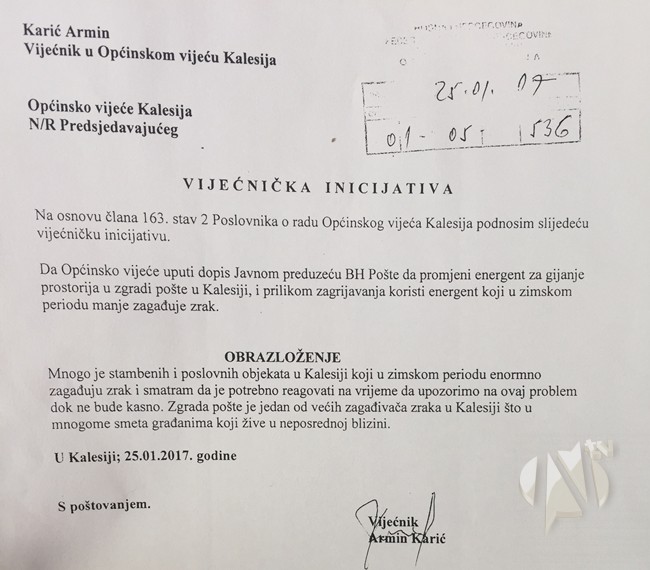 Karić Armin
Vijećnik u Općinskom vijeću Kalesija
Općinsko vijeće Kalesija
N/R Predsjedavajućeg
25.01. 17
01- 05- 536
VIJEĆNIČKA INICIJATIVA
Na osnovu člana 163. stav 2 Poslovnika o radu Općinskog vijeća Kalesija podnosim slijedeću
vijećničku inicijativu.
Da Općinsko vijeće uputi dopis Javnom preduzeću BH Pošte da promjeni energent za gijanje
prostorija u zgradi pošte u Kalesiji, i prilikom zagrijavanja koristi energent koji u zimskom
periodu manje zagađuje zrak.
OBRAZLOŽENJE
Mnogo je stambenih i poslovnih objekata u Kalesiji koji u zimskom periodu enormno
zagađuju zrak i smatram da je potrebno reagovati na vrijeme da upozorimo na ovaj problem
dok ne bude kasno. Zgrada pošte je jedan od većih zagađivača zraka u Kalesiji što u
mnogome smeta građanima koji žive u neposrednoj blizini.
U Kalesiji; 25.01.2017. godine
S poštovanjem.
Vijećnik
Armin Karić